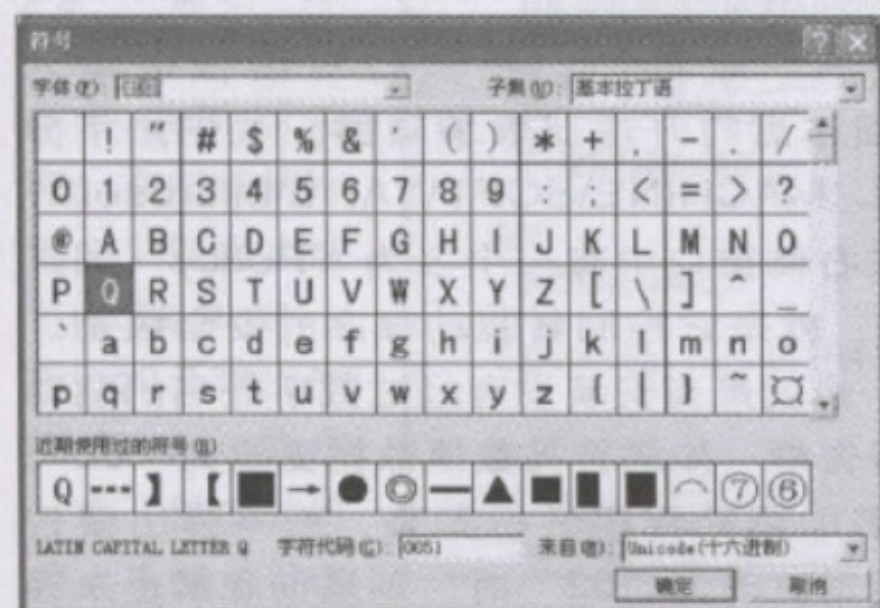 符号 ? ×
字体(F): 子集(U): 基本拉丁语
! " # $ % & ' ( ) * + , - . /
0 1 2 3 4 5 6 7 8 9 : ; < = > ?
@ A B C D E F G H I J K L M N O
P Q R S T U V W X Y Z [ \ ] ^ _
` a b c d e f g h i j k l m n o
p q r s t u v w x y z { | } ~ ¤
近期使用过的符号(R):
Q --- 】 【 ■ → ● ◎ — ▲ ■ ■ ■ ⌒ ⑦ ⑥
LATIN CAPITAL LETTER Q 字符代码(C): 0051 来自(M): Unicode(十六进制)
确定 取消